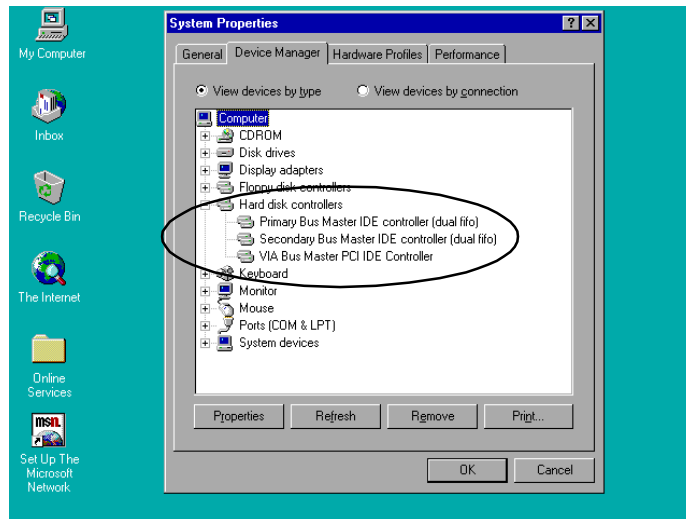 My Computer
Inbox
Recycle Bin
The Internet
Online
Services
msn.
Set Up The
Microsoft
Network
System Properties
General Device Manager Hardware Profiles Performance
View devices by type View devices by connection
Computer
CDROM
Disk drives
Display adapters
Floppy disk controllers
Hard disk controllers
Primary Bus Master IDE controller (dual fifo)
Secondary Bus Master IDE controller (dual fifo)
VIA Bus Master PCI IDE Controller
Keyboard
Monitor
Mouse
Ports (COM & LPT)
System devices
Properties Refresh Remove Print...
OK Cancel